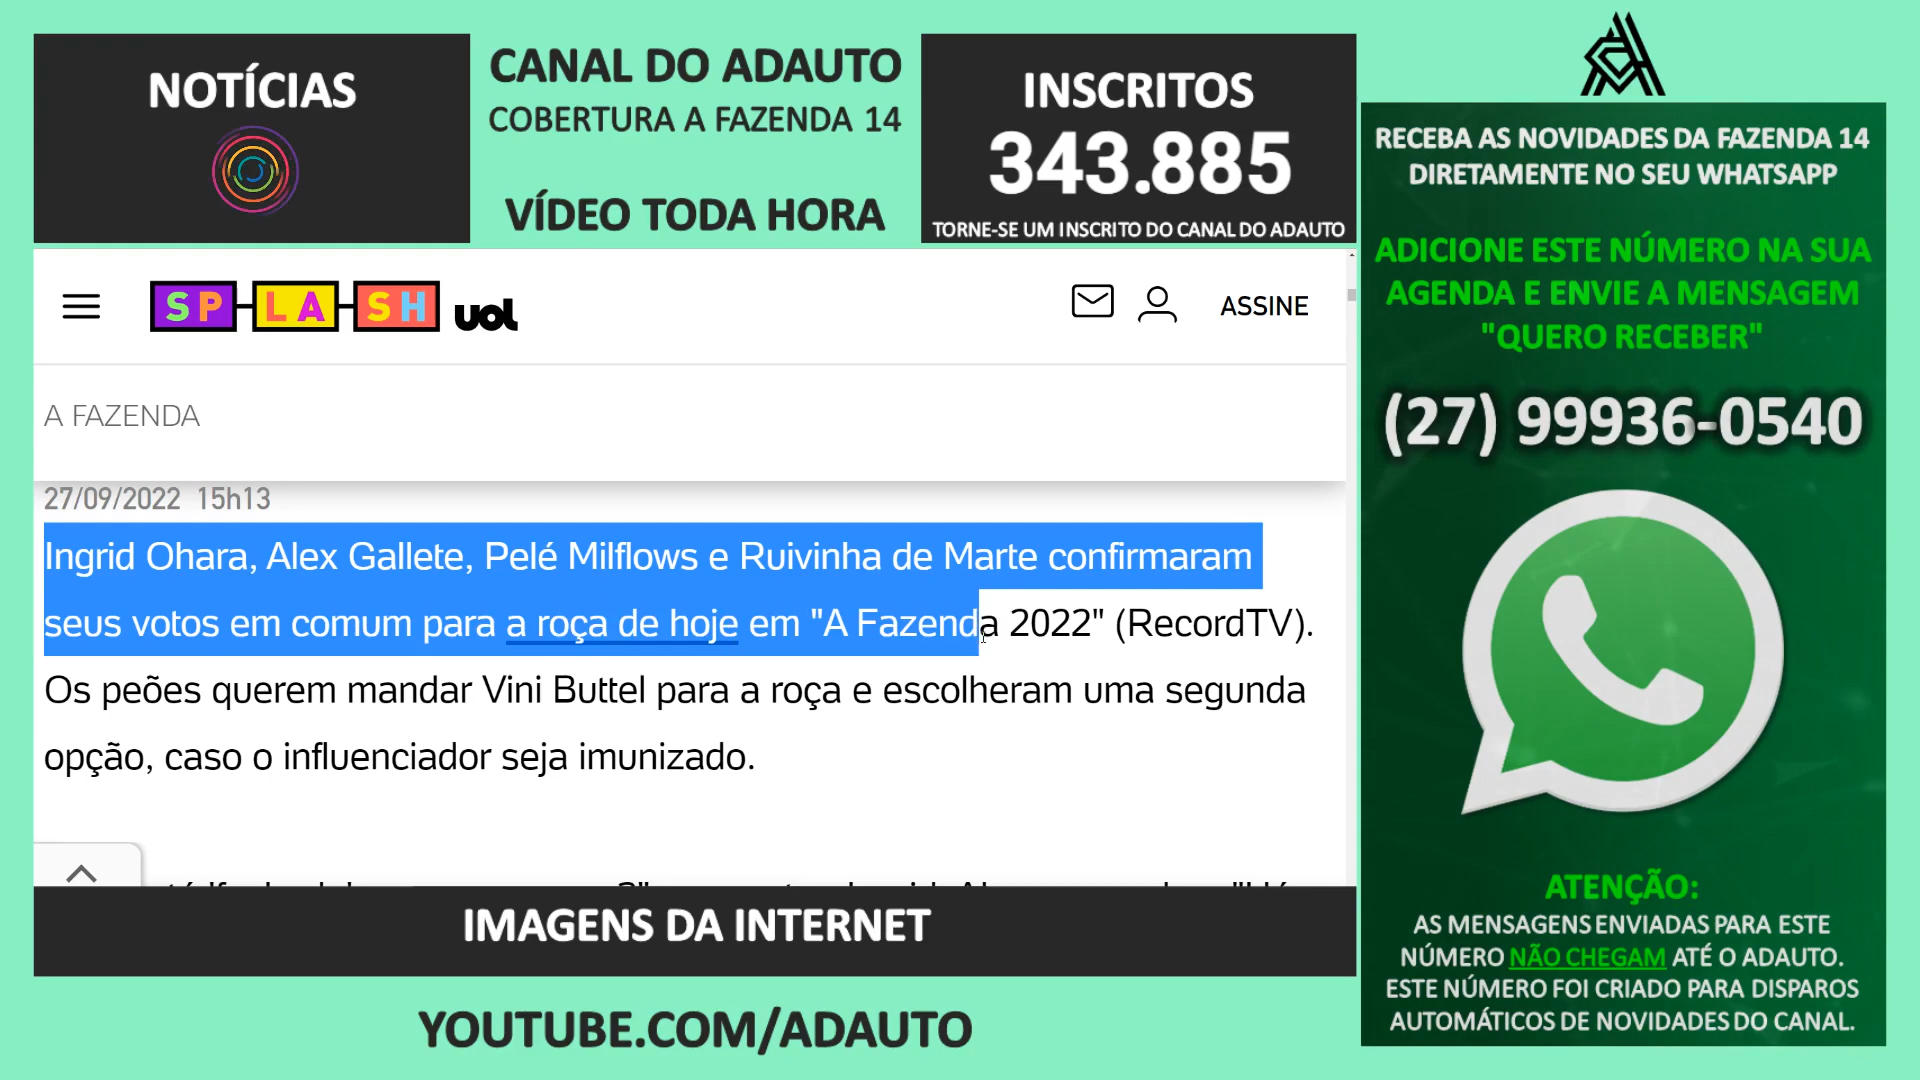 NOTÍCIAS
CANAL DO ADAUTO
COBERTURA A FAZENDA 14
VÍDEO TODA HORA
INSCRITOS
343.885
TORNE-SE UM INSCRITO DO CANAL DO ADAUTO
SPLASH uol
ASSINE
A FAZENDA
27/09/2022 15h13
Ingrid Ohara, Alex Gallete, Pelé Milflows e Ruivinha de Marte confirmaram
seus votos em comum para a roça de hoje em "A Fazenda 2022" (RecordTV).
Os peões querem mandar Vini Buttel para a roça e escolheram uma segunda
opção, caso o influenciador seja imunizado.
IMAGENS DA INTERNET
YOUTUBE.COM/ADAUTO
RECEBA AS NOVIDADES DA FAZENDA 14
DIRETAMENTE NO SEU WHATSAPP
ADICIONE ESTE NÚMERO NA SUA
AGENDA E ENVIE A MENSAGEM
"QUERO RECEBER"
(27) 99936-0540
ATENÇÃO:
AS MENSAGENS ENVIADAS PARA ESTE
NÚMERO NÃO CHEGAM ATÉ O ADAUTO.
ESTE NÚMERO FOI CRIADO PARA DISPAROS
AUTOMÁTICOS DE NOVIDADES DO CANAL.